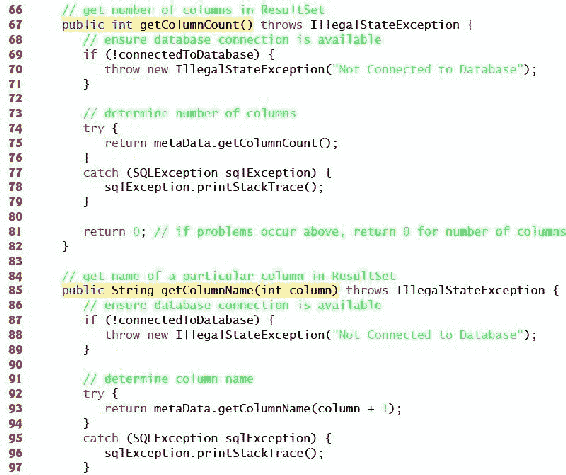 66 // get number of columns in ResultSet
67 public int getColumnCount() throws IllegalStateException {
68 // ensure database connection is available
69 if (!connectedToDatabase) {
70 throw new IllegalStateException("Not Connected to Database");
71 }
72
73 // determine number of columns
74 try {
75 return metaData.getColumnCount();
76 }
77 catch (SQLException sqlException) {
78 sqlException.printStackTrace();
79 }
80
81 return 0; // if problems occur above, return 0 for number of columns
82 }
83
84 // get name of a particular column in ResultSet
85 public String getColumnName(int column) throws IllegalStateException {
86 // ensure database connection is available
87 if (!connectedToDatabase) {
88 throw new IllegalStateException("Not Connected to Database");
89 }
90
91 // determine column name
92 try {
93 return metaData.getColumnName(column + 1);
94 }
95 catch (SQLException sqlException) {
96 sqlException.printStackTrace();
97 }